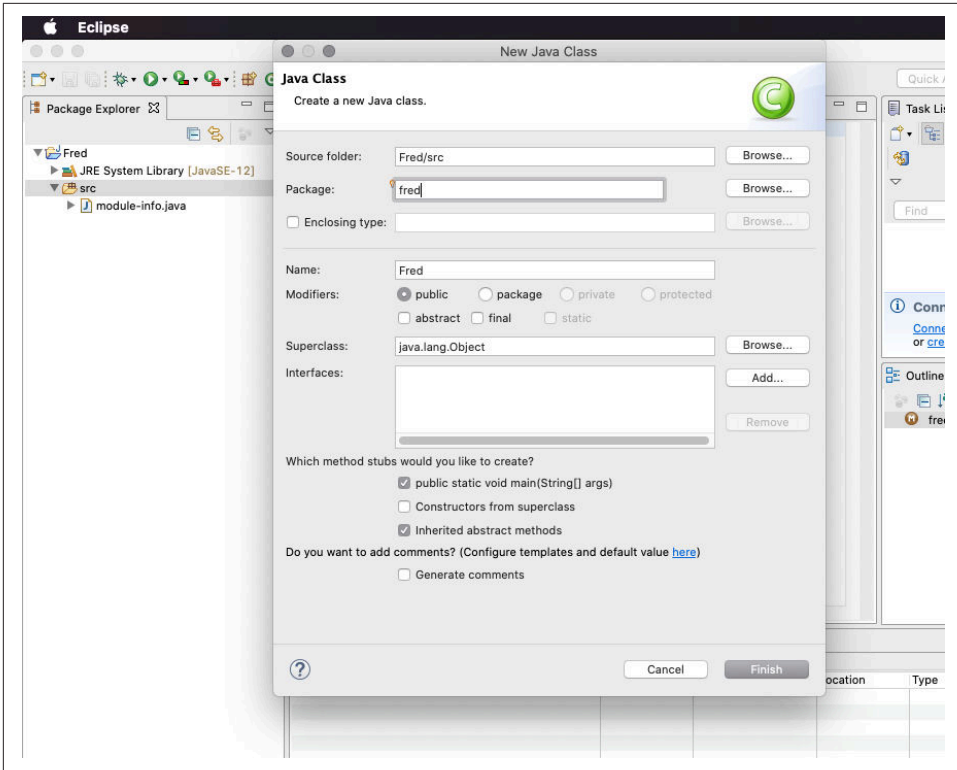 Eclipse
New Java Class
Quick
Java Class
Create a new Java class.
Package Explorer
Task Lis
Fred
JRE System Library [JavaSE-12]
src
module-info.java
Source folder: Fred/src Browse...
Package: fred Browse...
Enclosing type: Browse...
Find
Name: Fred
Modifiers: public package private protected
abstract final static
Superclass: java.lang.Object Browse...
Interfaces: Add...
Remove
Conn
Conne
or cre
Outline
fre
Which method stubs would you like to create?
public static void main(String[] args)
Constructors from superclass
Inherited abstract methods
Do you want to add comments? (Configure templates and default value here)
Generate comments
? Cancel Finish
ocation Type